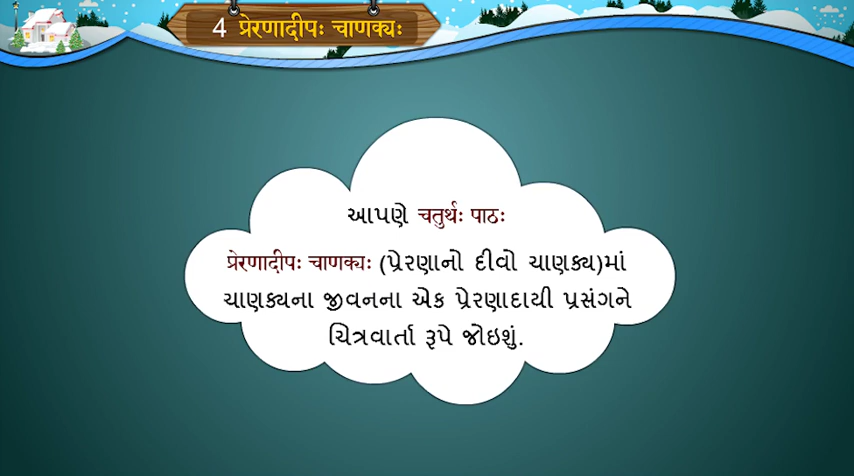 4 प्रेरणादीपः चाणक्यः
આપણે चतुर्थः पाठः
प्रेरणादीपः चाणक्यः (પ્રેરણાનો દીવો ચાણક્ય)માં
ચાણક્યના જીવનના એક પ્રેરણાદાયી પ્રસંગને
ચિત્રવાર્તા રૂપે જોઇશું.